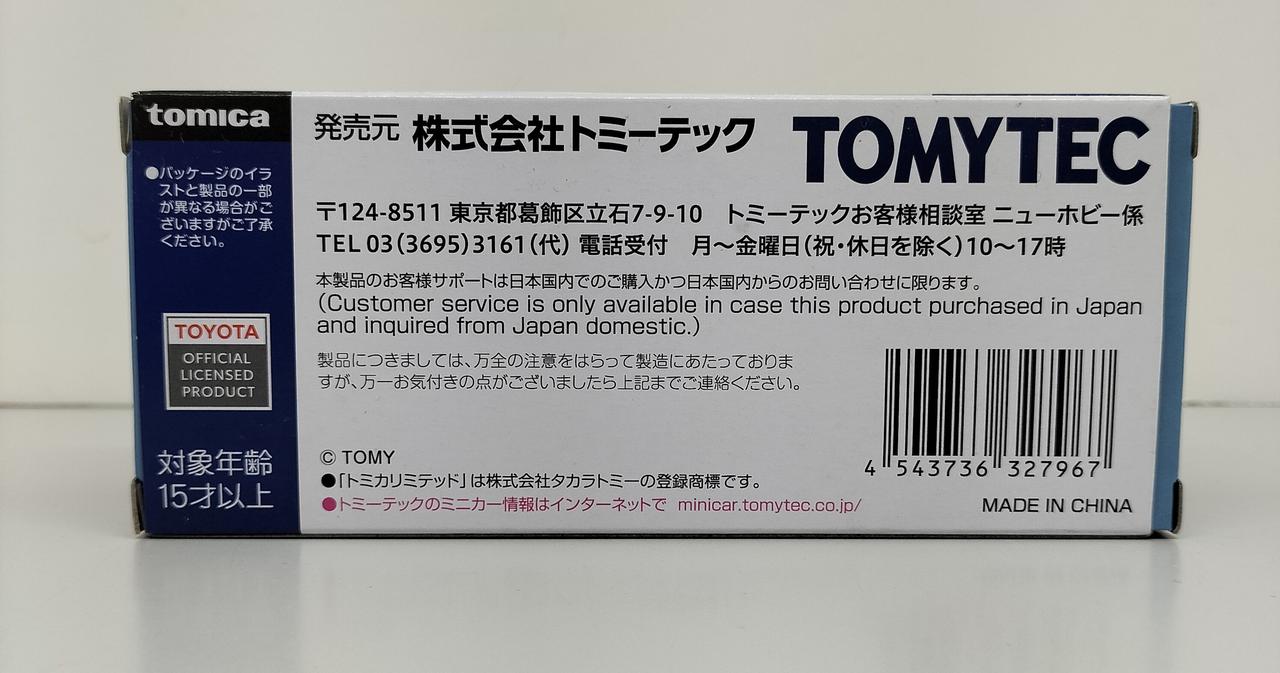 tomica
●パッケージのイラ
ストと製品の一部
が異なる場合がご
ざいますがご了承
ください。
TOYOTA
OFFICIAL
LICENSED
PRODUCT
対象年齢
15才以上
発売元 株式会社トミーテック TOMYTEC
〒124-8511 東京都葛飾区立石7-9-10 トミーテックお客様相談室 ニューホビー係
TEL 03(3695)3161(代) 電話受付 月～金曜日(祝・休日を除く)10～17時
本製品のお客様サポートは日本国内でのご購入かつ日本国内からのお問い合わせに限ります。
(Customer service is only available in case this product purchased in Japan
and inquired from Japan domestic.)
製品につきましては、万全の注意をはらって製造にあたっておりま
すが、万一お気付きの点がございましたら上記までご連絡ください。
4 543736 327967
© TOMY
●「トミカリミテッド」は株式会社タカラトミーの登録商標です。
●トミーテックのミニカー情報はインターネットで minicar.tomytec.co.jp/
MADE IN CHINA